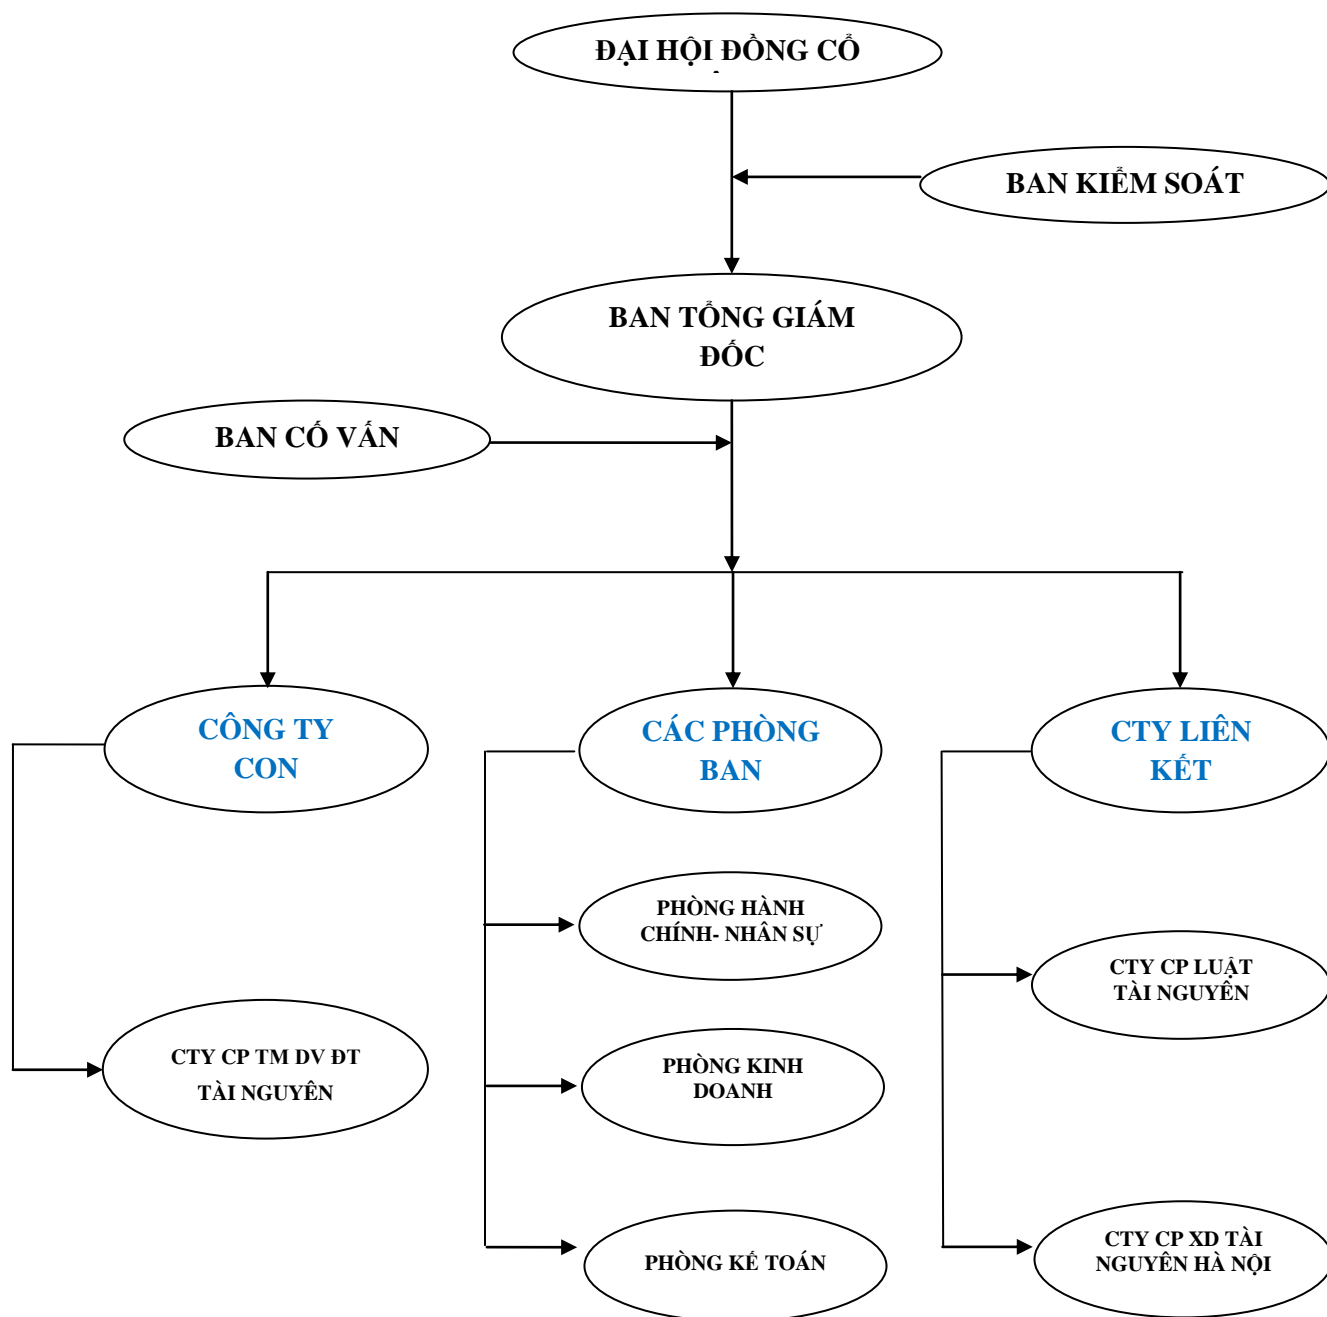 ĐẠI HỘI ĐỒNG CỔ
BAN KIỂM SOÁT
BAN TỔNG GIÁM
ĐỐC
BAN CỐ VẤN
CÔNG TY
CON
CÁC PHÒNG
BAN
CTY LIÊN
KẾT
PHÒNG HÀNH
CHÍNH- NHÂN SỰ
CTY CP LUẬT
TÀI NGUYÊN
CTY CP TM DV ĐT
TÀI NGUYÊN
PHÒNG KINH
DOANH
PHÒNG KẾ TOÁN
CTY CP XD TÀI
NGUYÊN HÀ NỘI